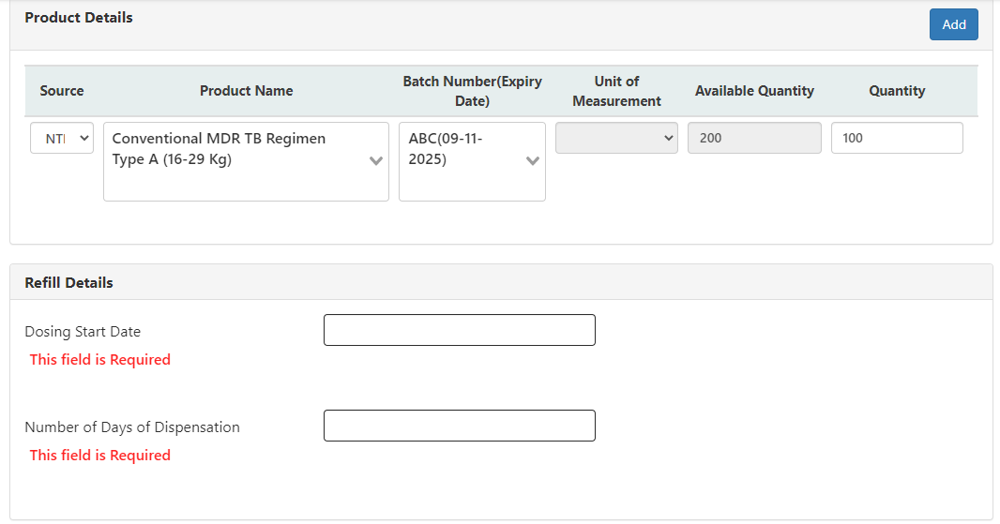 Product Details
Add
Source Product Name Batch Number(Expiry Date) Unit of Measurement Available Quantity Quantity
NTI Conventional MDR TB Regimen Type A (16-29 Kg) ABC(09-11-2025) 200 100
Refill Details
Dosing Start Date
This field is Required
Number of Days of Dispensation
This field is Required